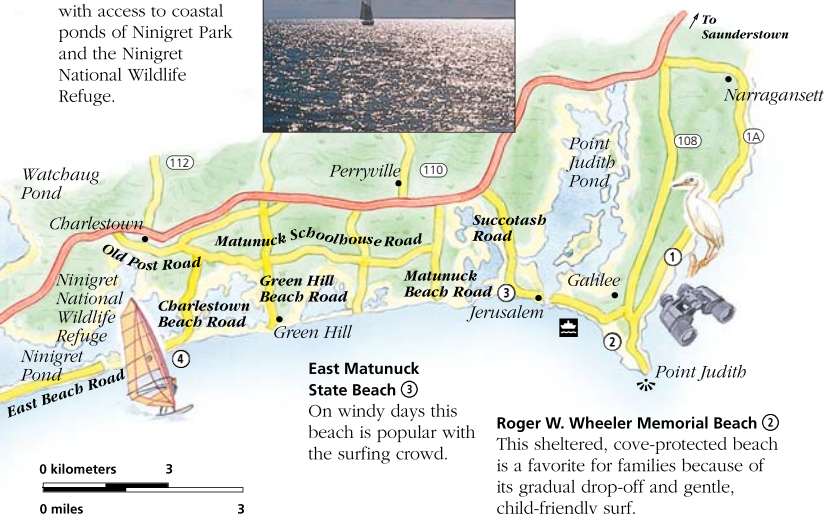 with access to coastal
ponds of Ninigret Park
and the Ninigret
National Wildlife
Refuge.
To
Saunderstown
Narragansett
1A
108
Point
Judith
Pond
112
Perryville
110
Watchaug
Pond
Charlestown
Old Post Road
Matunuck Schoolhouse Road
Succotash
Road
Ninigret
National
Wildlife
Refuge
Charlestown
Beach Road
Green Hill
Beach Road
Matunuck
Beach Road
3
Jerusalem
Galilee
1
Green Hill
2
Point Judith
Ninigret
Pond
4
East Beach Road
East Matunuck
State Beach 3
On windy days this
beach is popular with
the surfing crowd.
Roger W. Wheeler Memorial Beach 2
This sheltered, cove-protected beach
is a favorite for families because of
its gradual drop-off and gentle,
child-friendly surf.
0 kilometers 3
0 miles 3